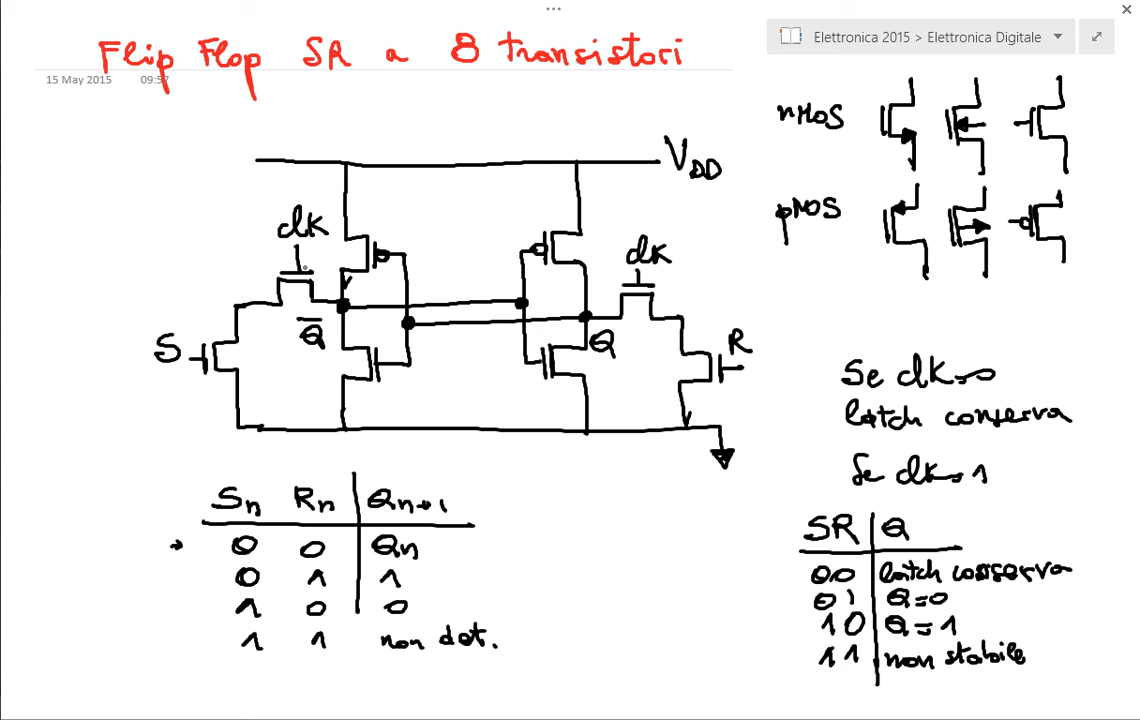 Flip Flop SR a 8 transistori
Elettronica 2015 > Elettronica Digitale
15 May 2015 09:57
nMOS
VDD
pMOS
clk
clk
Q̅
Q
S
R
Se clk=0
latch conserva
Se clk=1
Sn Rn Qn+1
0 0 Qn
0 1 1
1 0 0
1 1 non det.
SR Q
00 latch conserva
01 Q=0
10 Q=1
11 non stabile